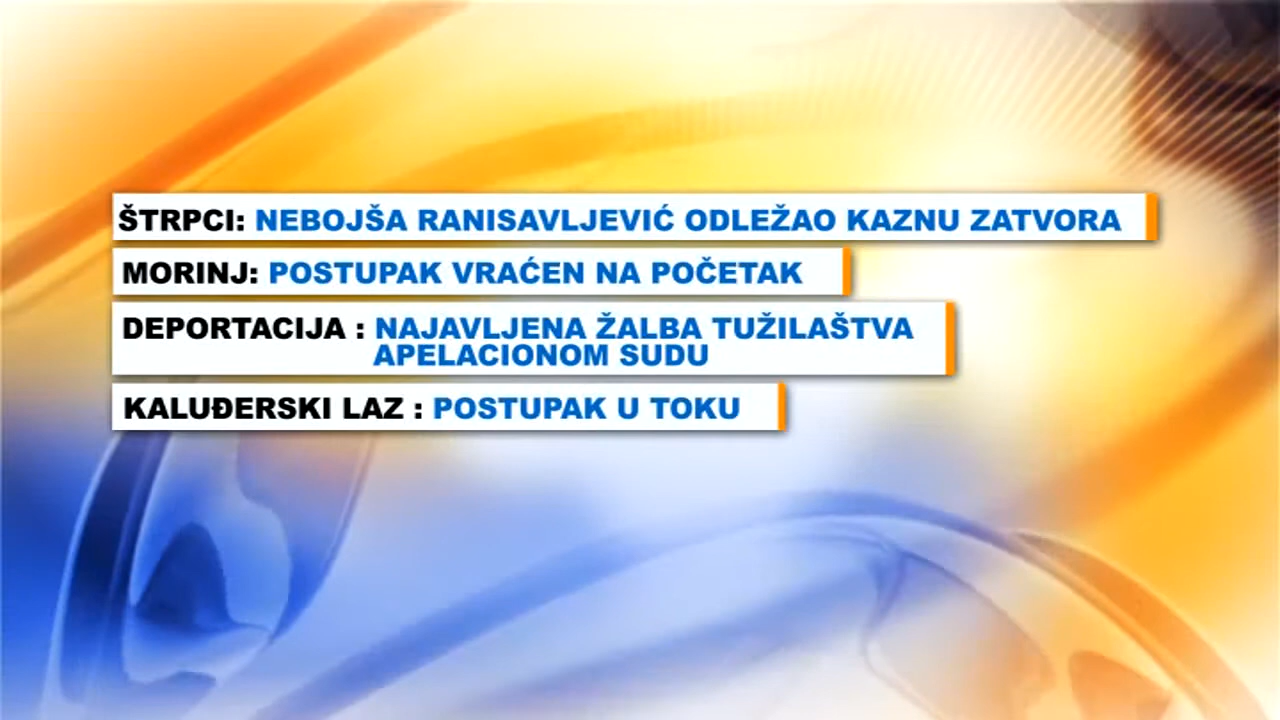 ŠTRPCI: NEBOJŠA RANISAVLJEVIĆ ODLEŽAO KAZNU ZATVORA
MORINJ: POSTUPAK VRAĆEN NA POČETAK
DEPORTACIJA : NAJAVLJENA ŽALBA TUŽILAŠTVA
APELACIONOM SUDU
KALUĐERSKI LAZ : POSTUPAK U TOKU